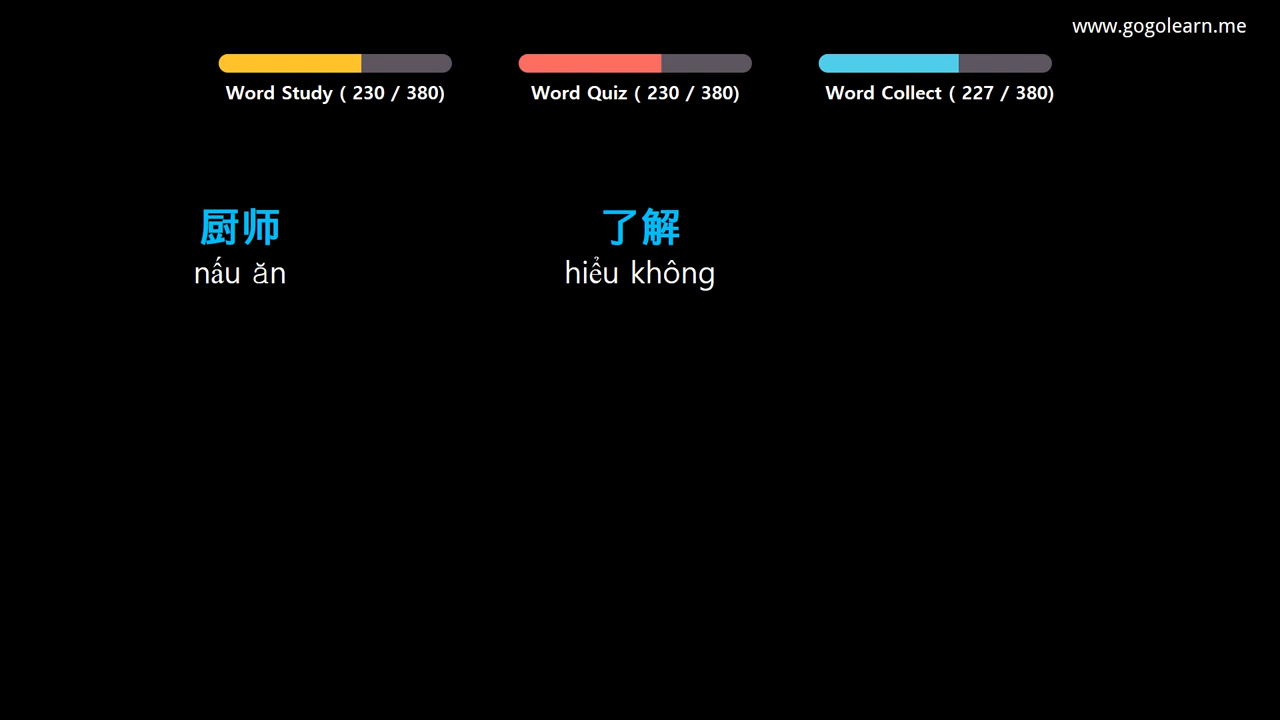 www.gogolearn.me
Word Study ( 230 / 380)
Word Quiz ( 230 / 380)
Word Collect ( 227 / 380)
厨师
nấu ăn
了解
hiểu không